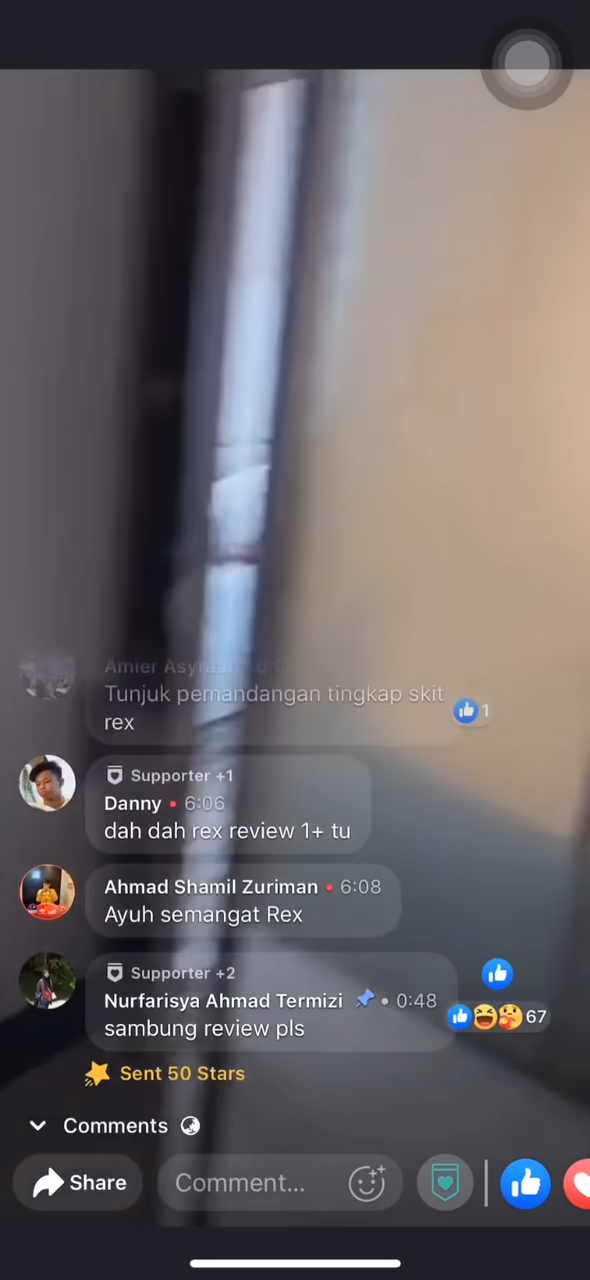 Amier Asyraaf
Tunjuk pemandangan tingkap skit
rex
1
Supporter +1
Danny • 6:06
dah dah rex review 1+ tu
Ahmad Shamil Zuriman • 6:08
Ayuh semangat Rex
Supporter +2
Nurfarisya Ahmad Termizi • 0:48
sambung review pls
67
Sent 50 Stars
Comments
Share
Comment...